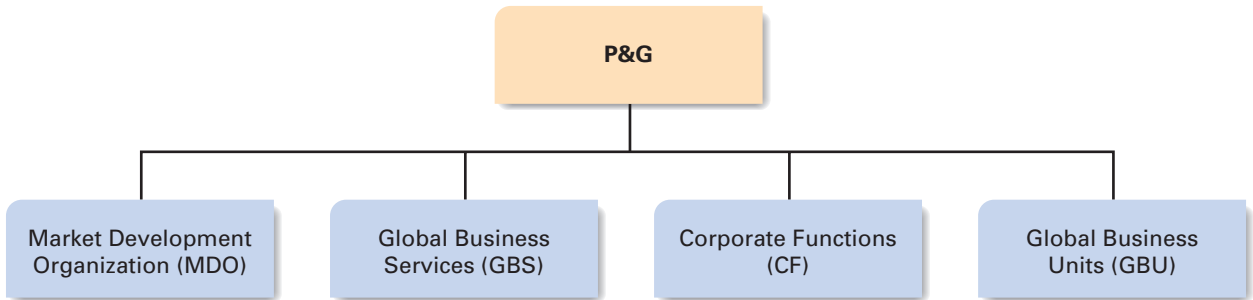 P&G
Market Development
Organization (MDO)
Global Business
Services (GBS)
Corporate Functions
(CF)
Global Business
Units (GBU)